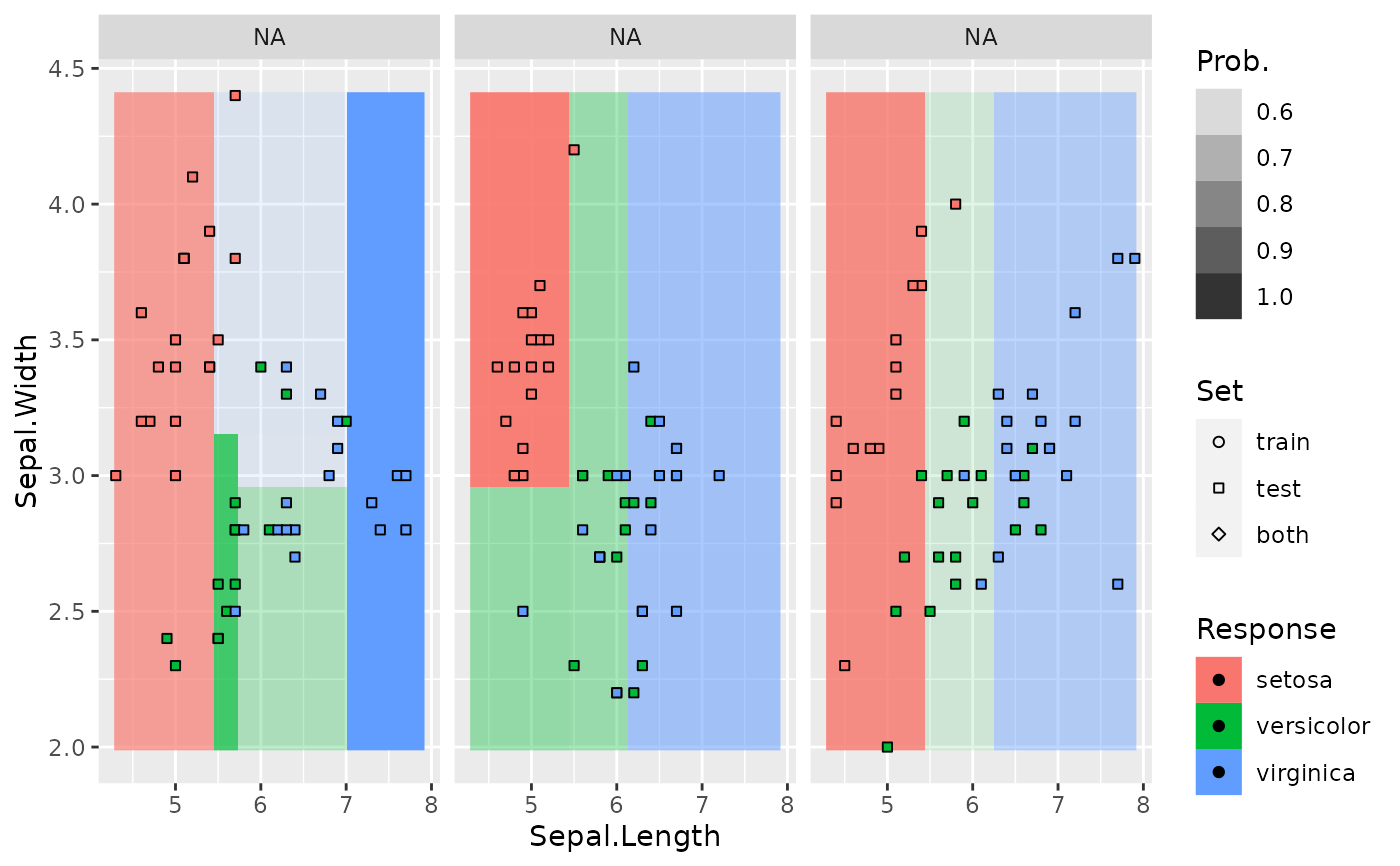 NA NA NA
Sepal.Width
4.5
4.0
3.5
3.0
2.5
2.0
5 6 7 8 5 6 7 8 5 6 7 8
Sepal.Length
Prob.
0.6
0.7
0.8
0.9
1.0
Set
train
test
both
Response
setosa
versicolor
virginica